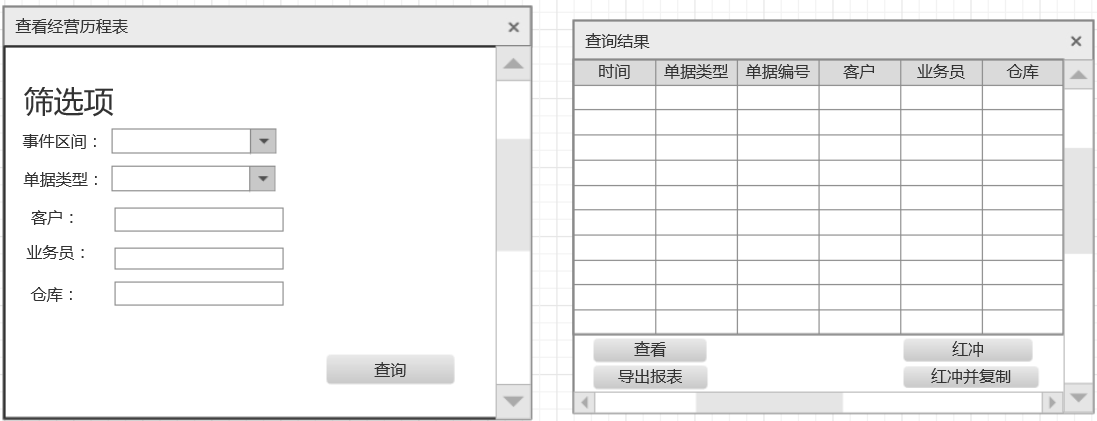 查看经营历程表
筛选项
事件区间：
单据类型：
客户：
业务员：
仓库：
查询
查询结果
时间 单据类型 单据编号 客户 业务员 仓库
查看 红冲
导出报表 红冲并复制